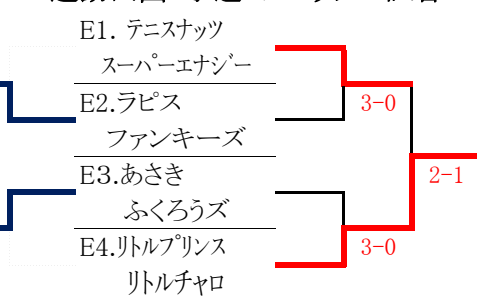 E1. テニスナッツ
スーパーエナジー
E2.ラピス
3-0
ファンキーズ
E3.あさき
2-1
ふくろうズ
E4.リトルプリンス
3-0
リトルチャロ